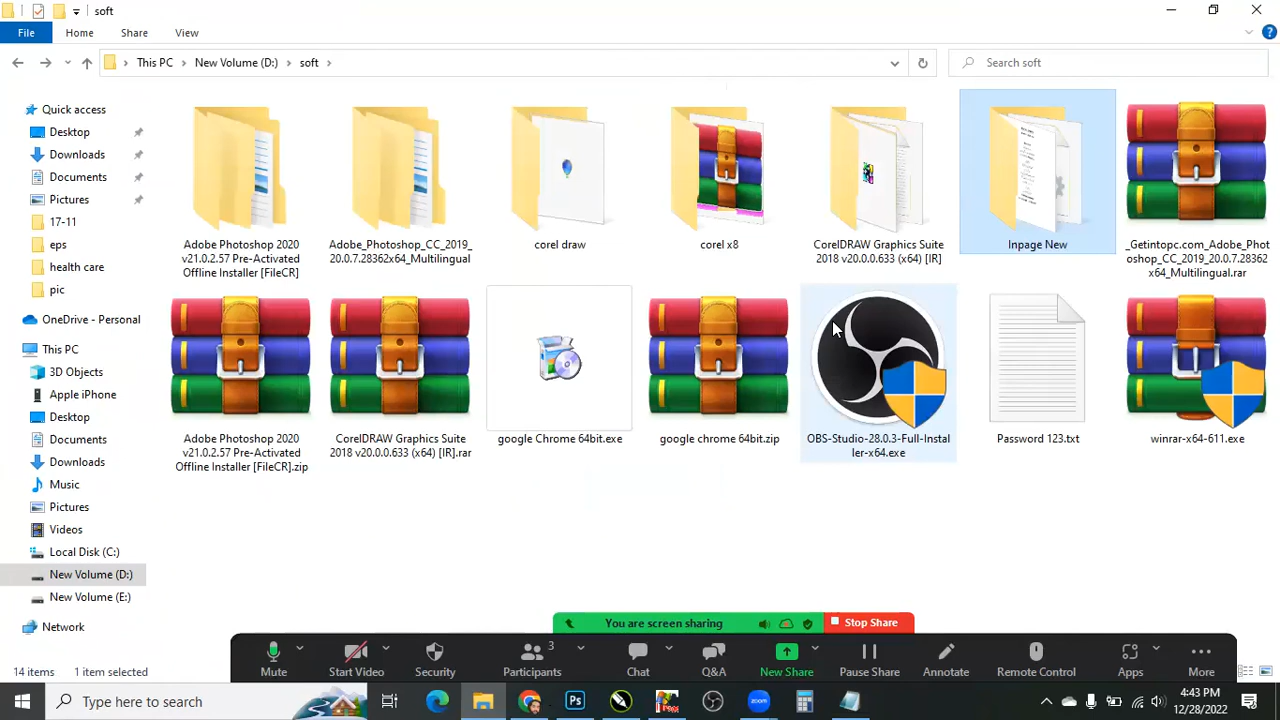 soft
File
Home
Share
View
This PC
New Volume (D:)
soft
Search soft
Quick access
Desktop
Downloads
Documents
Pictures
17-11
eps
health care
pic
OneDrive - Personal
This PC
3D Objects
Apple iPhone
Desktop
Documents
Downloads
Music
Pictures
Videos
Local Disk (C:)
New Volume (D:)
New Volume (E:)
Network
Adobe Photoshop 2020
v21.0.2.57 Pre-Activated
Offline Installer [FileCR]
Adobe_Photoshop_CC_2019_
20.0.7.28362x64_Multilingual
corel draw
corel x8
CorelDRAW Graphics Suite
2018 v20.0.0.633 (x64) [IR]
Inpage New
_Getintopc.com_Adobe_Phot
oshop_CC_2019_20.0.7.28362
x64_Multilingual.rar
Adobe Photoshop 2020
v21.0.2.57 Pre-Activated
Offline Installer [FileCR].zip
CorelDRAW Graphics Suite
2018 v20.0.0.633 (x64) [IR].rar
google Chrome 64bit.exe
google chrome 64bit.zip
OBS-Studio-28.0.3-Full-Instal
ler-x64.exe
Password 123.txt
winrar-x64-611.exe
You are screen sharing
Stop Share
14 items
1 item selected
Mute
Start Video
Security
3
Participants
Chat
Q&A
New Share
Pause Share
Annotate
Remote Control
Apps
More
Type here to search
Ps
zoom
4:43 PM
12/28/2022